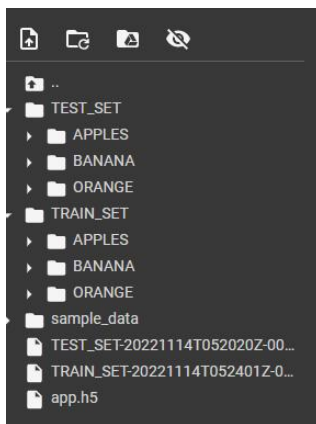 ..
TEST_SET
APPLES
BANANA
ORANGE
TRAIN_SET
APPLES
BANANA
ORANGE
sample_data
TEST_SET-20221114T052020Z-00...
TRAIN_SET-20221114T052401Z-0...
app.h5